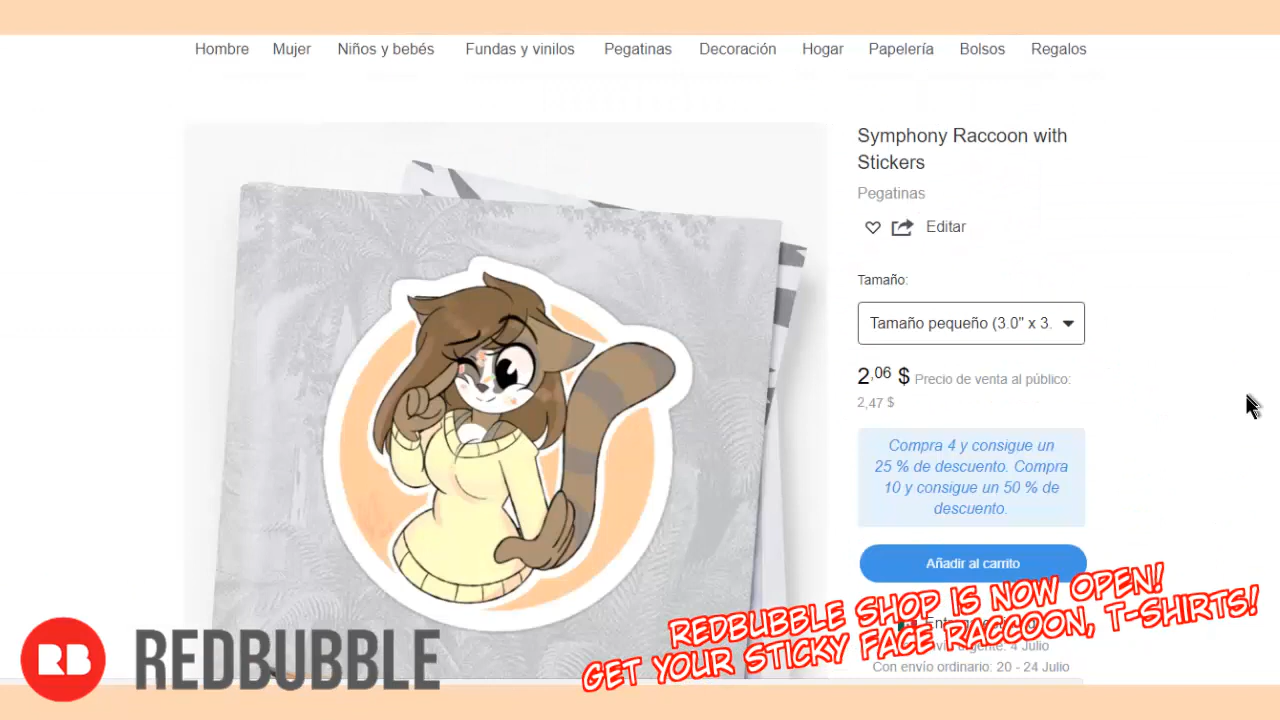 Hombre Mujer Niños y bebés Fundas y vinilos Pegatinas Decoración Hogar Papelería Bolsos Regalos
Symphony Raccoon with
Stickers
Pegatinas
Editar
Tamaño:
Tamaño pequeño (3.0" x 3.
2,06 $ Precio de venta al público:
2,47 $
Compra 4 y consigue un
25 % de descuento. Compra
10 y consigue un 50 % de
descuento.
Añadir al carrito
REDBUBBLE SHOP IS NOW OPEN!
GET YOUR STICKY FACE RACCOON, T-SHIRTS!
4 Julio
Con envío ordinario: 20 - 24 Julio
RB REDBUBBLE